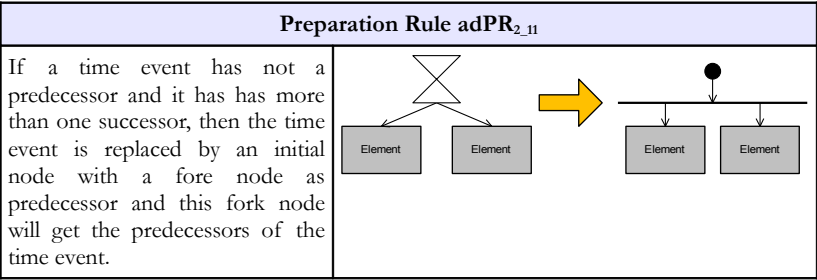 Preparation Rule adPR2_11
If a time event has not a
predecessor and it has has more
than one successor, then the time
event is replaced by an initial
node with a fore node as
predecessor and this fork node
will get the predecessors of the
time event.
Element Element Element Element